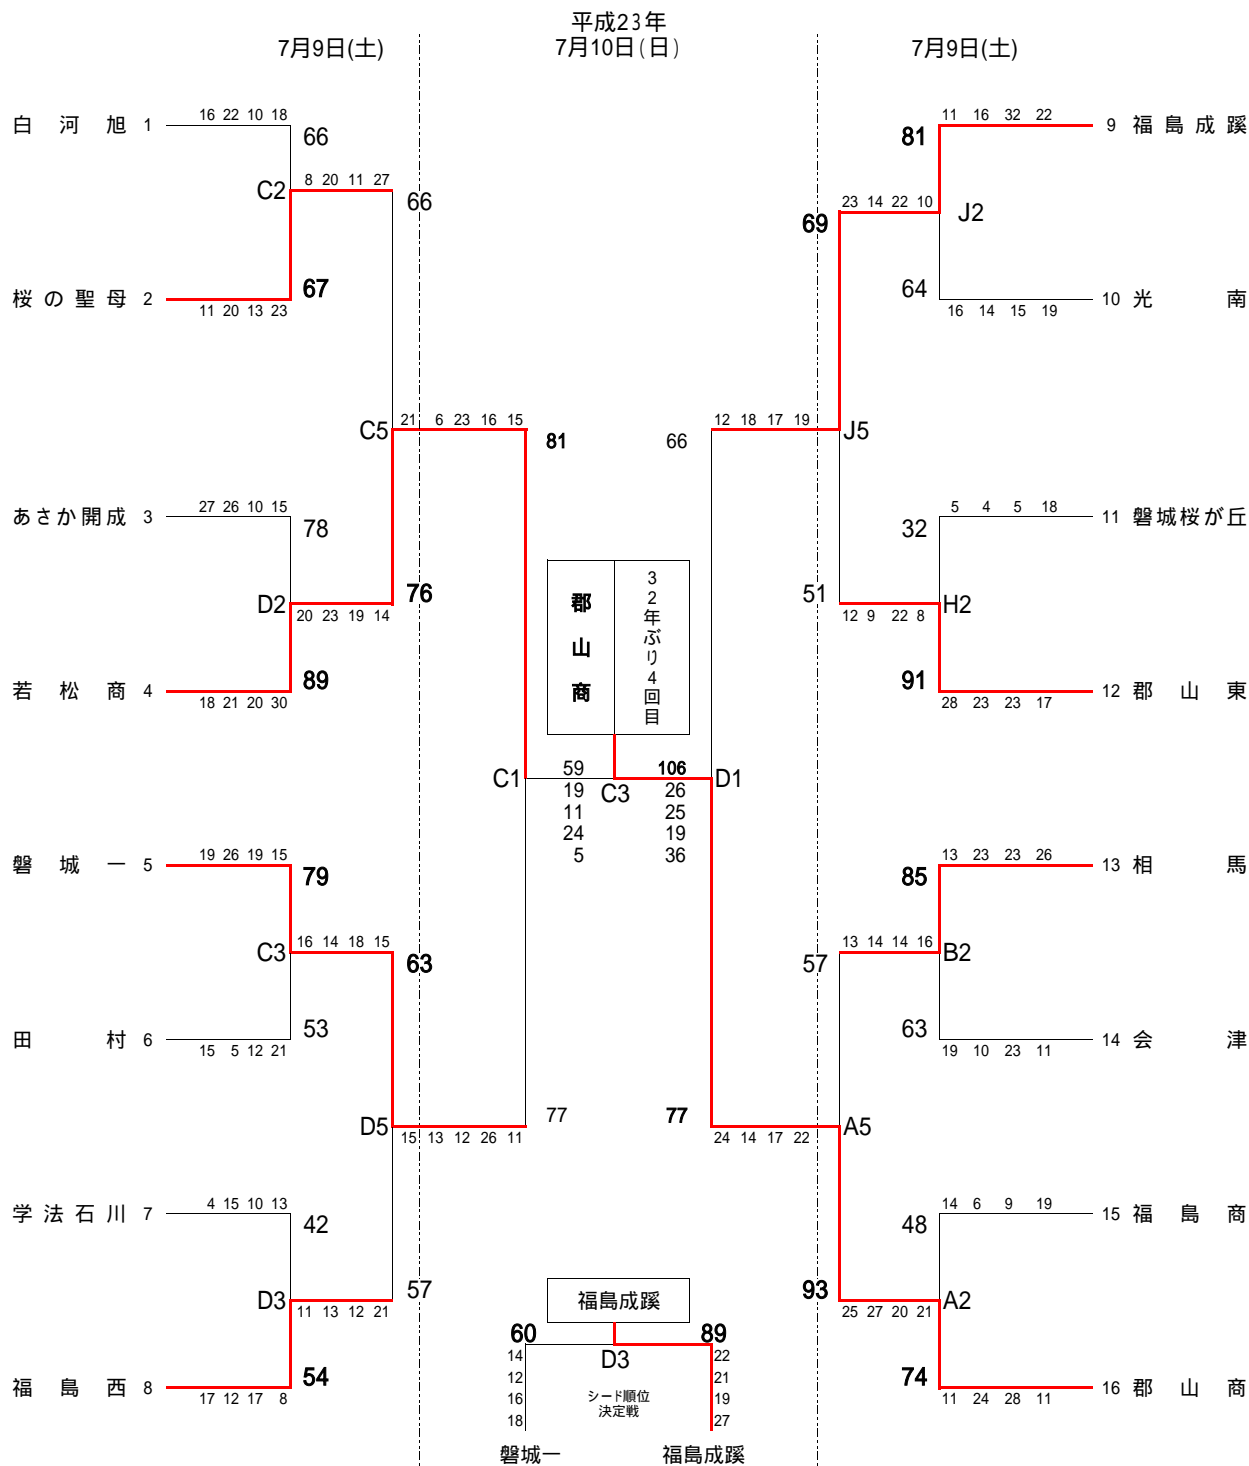 平成23年
7月9日(土) 7月10日(日) 7月9日(土)
白河旭 1 16 22 10 18 66
11 16 32 22 81 9 福島成蹊
C2 8 20 11 27 66
69 23 14 22 10 J2
桜の聖母 2 11 20 13 23 67
64 16 14 15 19 10 光南
C5 21 6 23 16 15 81
66 12 18 17 19 J5
あさか開成 3 27 26 10 15 78
32 5 4 5 18 11 磐城桜が丘
D2 20 23 19 14 76
51 12 9 22 8 H2
若松商 4 18 21 20 30 89
91 28 23 23 17 12 郡山東
郡山商
32年ぶり4回目
C1 59 C3 106 D1
19 26
11 25
24 19
5 36
磐城一 5 19 26 19 15 79
85 13 23 23 26 13 相馬
C3 16 14 18 15 63
57 13 14 14 16 B2
田村 6 15 5 12 21 53
63 19 10 23 11 14 会津
D5 15 13 12 26 11 77
77 24 14 17 22 A5
学法石川 7 4 15 10 13 42
48 14 6 9 19 15 福島商
D3 11 13 12 21 57
93 25 27 20 21 A2
福島西 8 17 12 17 8 54
74 11 24 28 11 16 郡山商
福島成蹊
60 D3 89
14 22
12 21
16 19
18 27
シード順位
決定戦
磐城一 福島成蹊